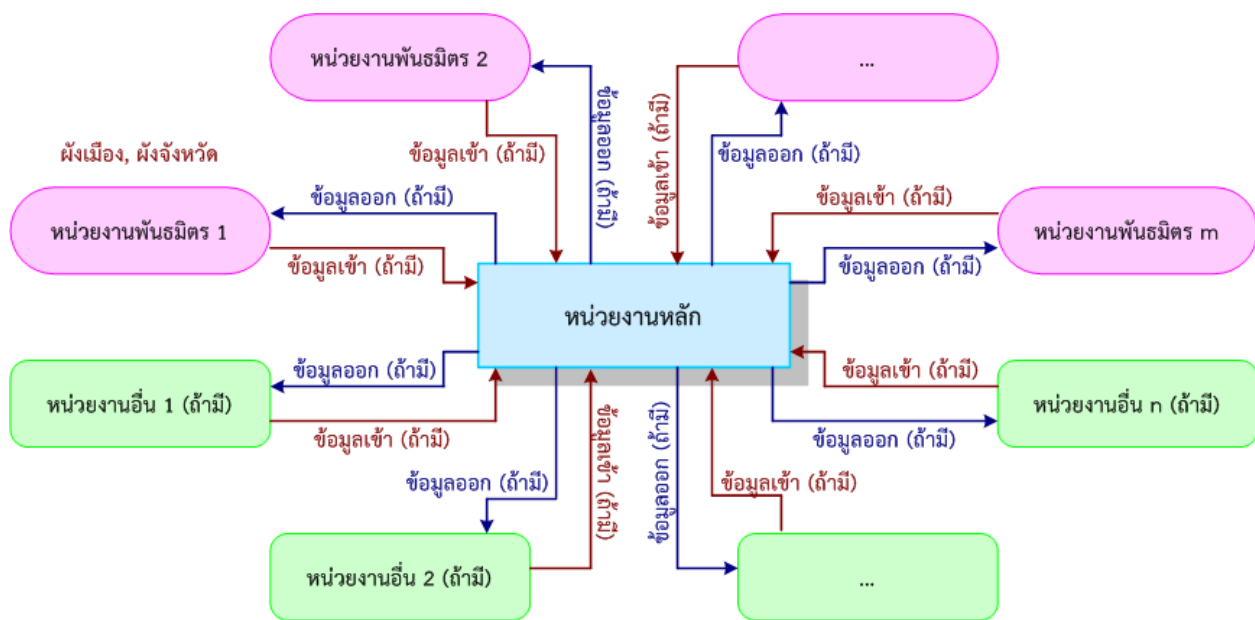 หน่วยงานพันธมิตร 2
...
ข้อมูลออก (ถ้ามี)
ข้อมูลเข้า (ถ้ามี)
ผังเมือง, ผังจังหวัด
ข้อมูลเข้า (ถ้ามี)
ข้อมูลออก (ถ้ามี)
ข้อมูลออก (ถ้ามี)
ข้อมูลเข้า (ถ้ามี)
หน่วยงานพันธมิตร 1
หน่วยงานพันธมิตร m
ข้อมูลเข้า (ถ้ามี)
ข้อมูลออก (ถ้ามี)
หน่วยงานหลัก
ข้อมูลออก (ถ้ามี)
ข้อมูลเข้า (ถ้ามี)
หน่วยงานอื่น 1 (ถ้ามี)
หน่วยงานอื่น n (ถ้ามี)
ข้อมูลเข้า (ถ้ามี)
ข้อมูลออก (ถ้ามี)
ข้อมูลเข้า (ถ้ามี)
ข้อมูลออก (ถ้ามี)
ข้อมูลออก (ถ้ามี)
ข้อมูลเข้า (ถ้ามี)
หน่วยงานอื่น 2 (ถ้ามี)
...